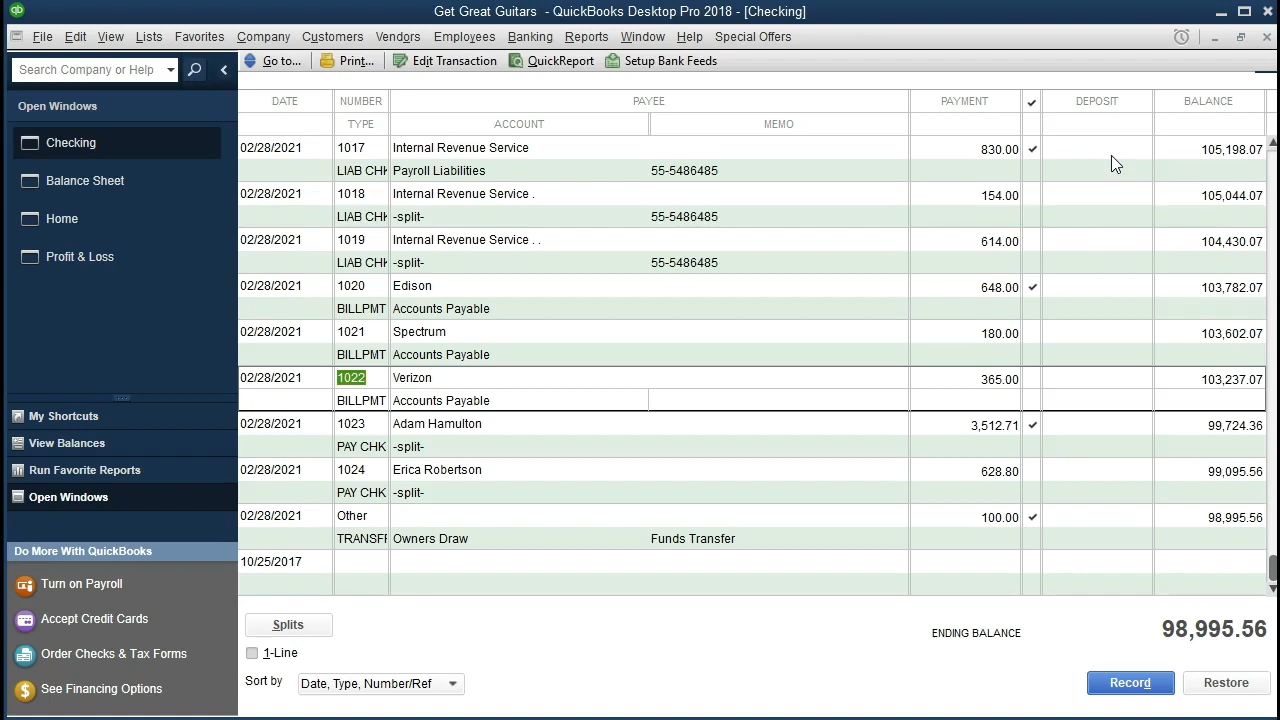 Get Great Guitars - QuickBooks Desktop Pro 2018 - [Checking]
File Edit View Lists Favorites Company Customers Vendors Employees Banking Reports Window Help Special Offers
Search Company or Help
Go to... Print... Edit Transaction QuickReport Setup Bank Feeds
Open Windows
Checking
Balance Sheet
Home
Profit & Loss
My Shortcuts
View Balances
Run Favorite Reports
Open Windows
Do More With QuickBooks
Turn on Payroll
Accept Credit Cards
Order Checks & Tax Forms
See Financing Options
DATE NUMBER PAYEE PAYMENT ✓ DEPOSIT BALANCE
TYPE ACCOUNT MEMO
02/28/2021 1017 Internal Revenue Service 830.00 ✓ 105,198.07
LIAB CHK Payroll Liabilities 55-5486485
02/28/2021 1018 Internal Revenue Service . 154.00 105,044.07
LIAB CHK -split- 55-5486485
02/28/2021 1019 Internal Revenue Service . . 614.00 104,430.07
LIAB CHK -split- 55-5486485
02/28/2021 1020 Edison 648.00 ✓ 103,782.07
BILLPMT Accounts Payable
02/28/2021 1021 Spectrum 180.00 103,602.07
BILLPMT Accounts Payable
02/28/2021 1022 Verizon 365.00 103,237.07
BILLPMT Accounts Payable
02/28/2021 1023 Adam Hamulton 3,512.71 ✓ 99,724.36
PAY CHK -split-
02/28/2021 1024 Erica Robertson 628.80 99,095.56
PAY CHK -split-
02/28/2021 Other 100.00 ✓ 98,995.56
TRANSFR Owners Draw Funds Transfer
10/25/2017
Splits
ENDING BALANCE 98,995.56
1-Line
Sort by Date, Type, Number/Ref
Record Restore